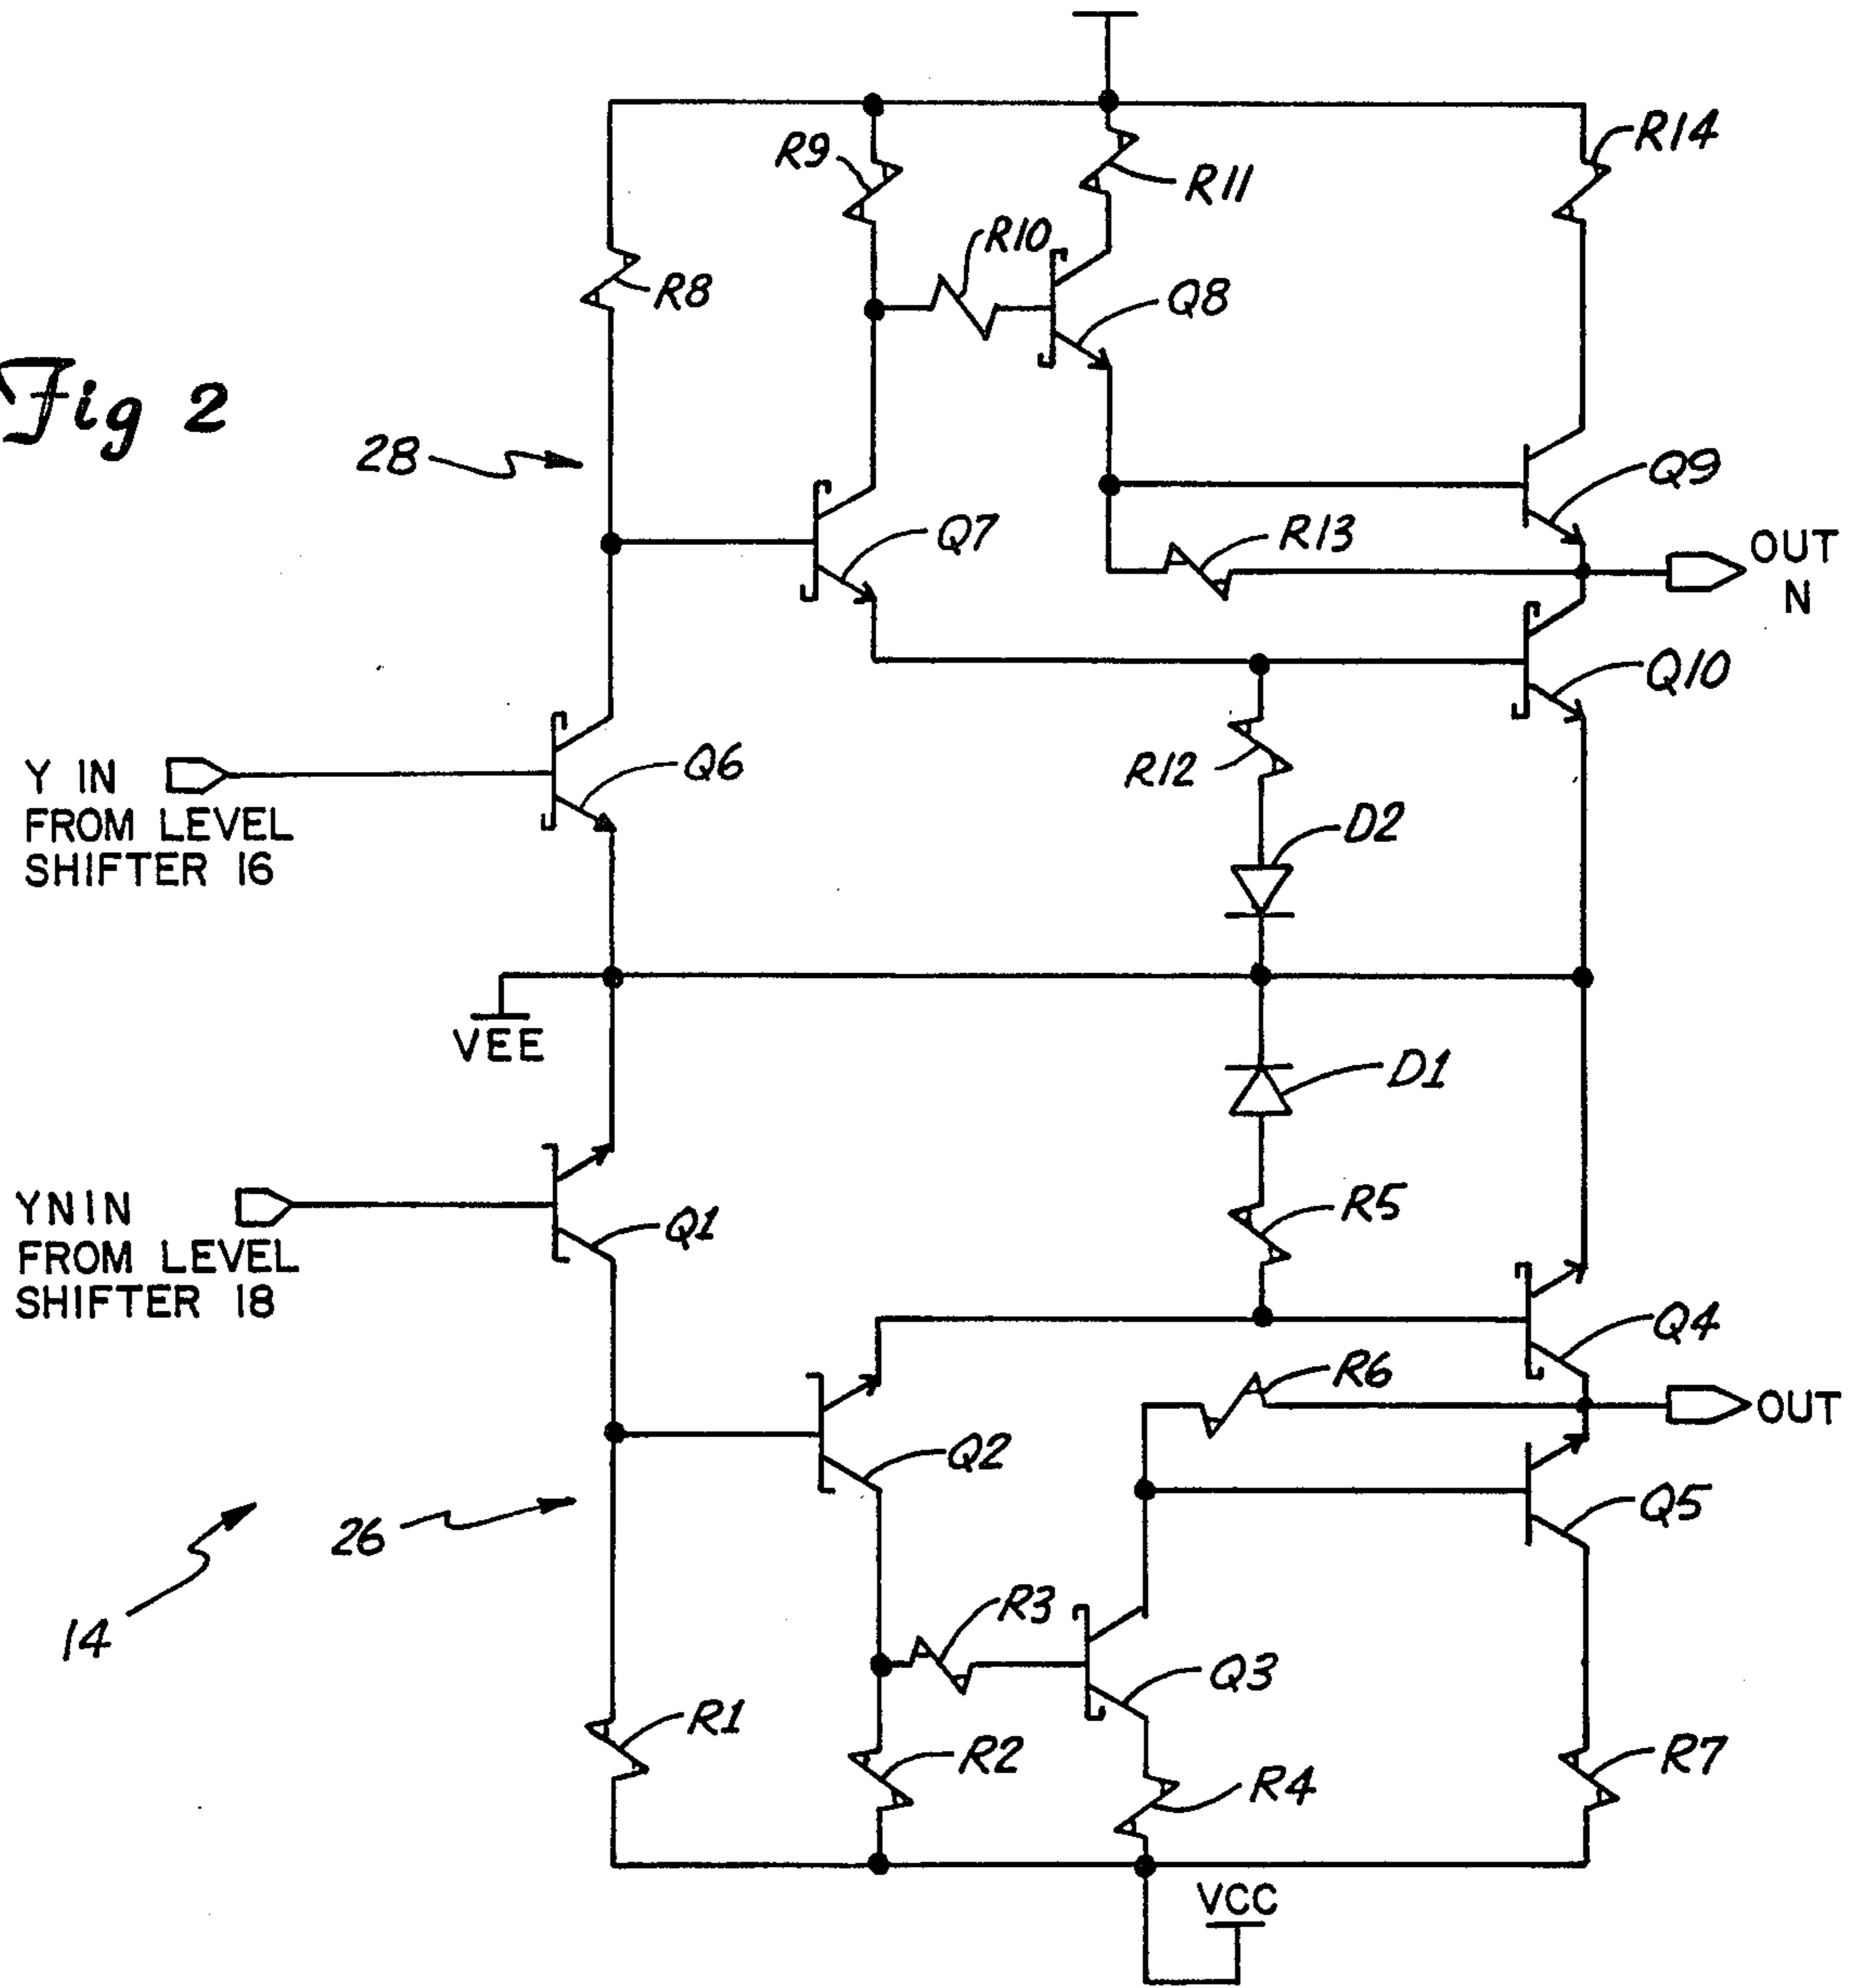 R14
R9
R11
R10
R8
Q8
Fig 2
28
Q9
Q7
R13
OUT
N
Q10
Y IN
FROM LEVEL
SHIFTER 16
Q6
R12
D2
VEE
D1
YNIN
FROM LEVEL
SHIFTER 18
Q1
R5
Q4
R6
OUT
Q2
Q5
26
14
R3
Q3
R1
R2
R4
R7
VCC